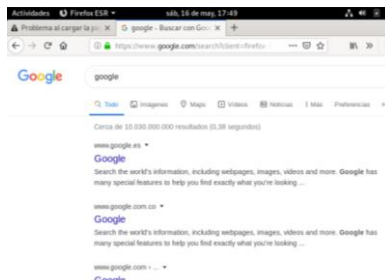 Actividades Firefox ESR sáb, 16 de may, 17:49
Problema al cargar la pág google - Buscar con Goo
https://www.google.com/search?client=firefox
Google google
Todo Imágenes Maps Vídeos Noticias Más Preferencias
Cerca de 10.030.000.000 resultados (0,38 segundos)
www.google.es
Google
Search the world's information, including webpages, images, videos and more. Google has
many special features to help you find exactly what you're looking ...
www.google.com.co
Google
Search the world's information, including webpages, images, videos and more. Google has
many special features to help you find exactly what you're looking ...
www.google.com › ...
Google